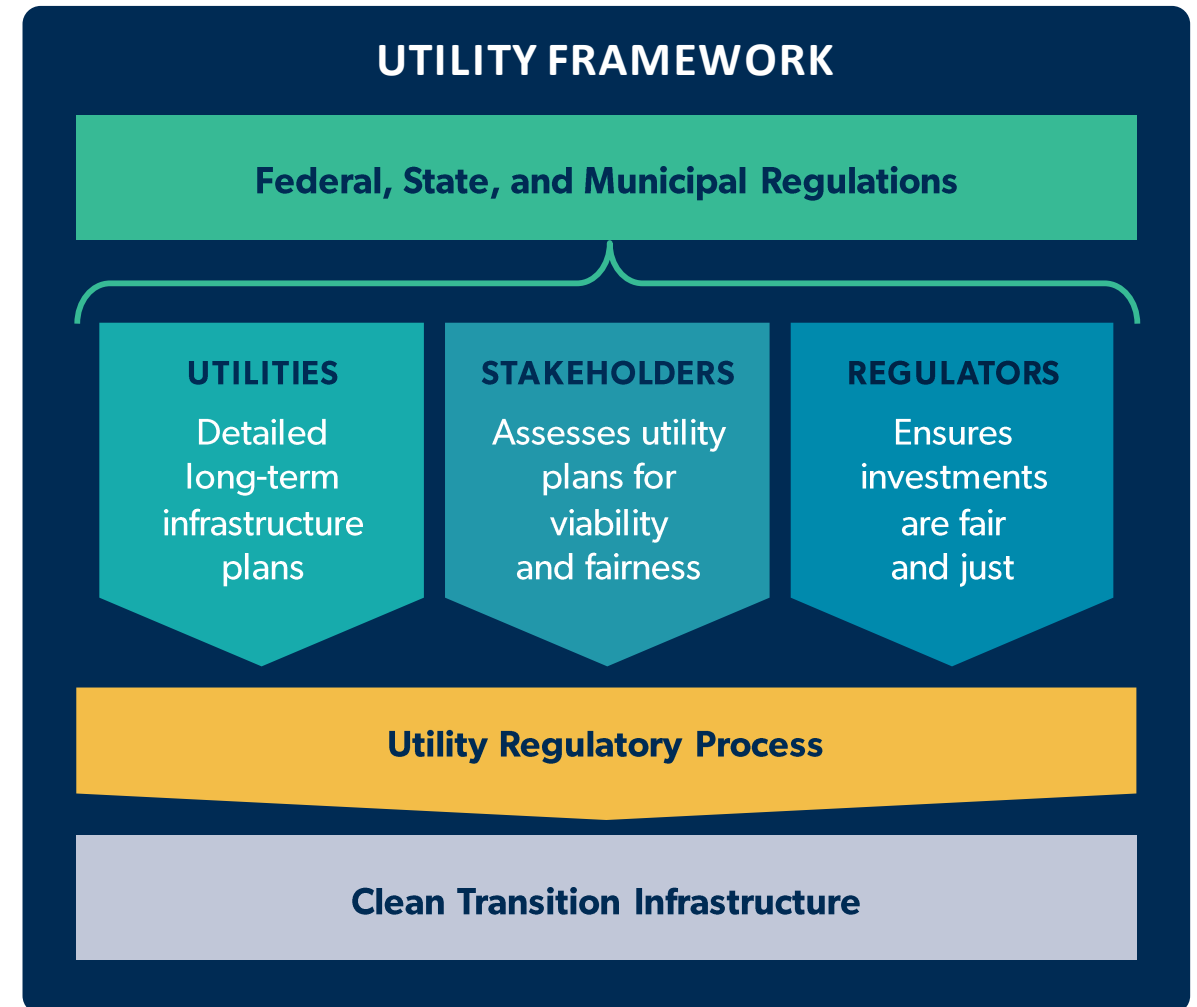 UTILITY FRAMEWORK
Federal, State, and Municipal Regulations
UTILITIES
Detailed
long-term
infrastructure
plans
STAKEHOLDERS
Assesses utility
plans for
viability
and fairness
REGULATORS
Ensures
investments
are fair
and just
Utility Regulatory Process
Clean Transition Infrastructure